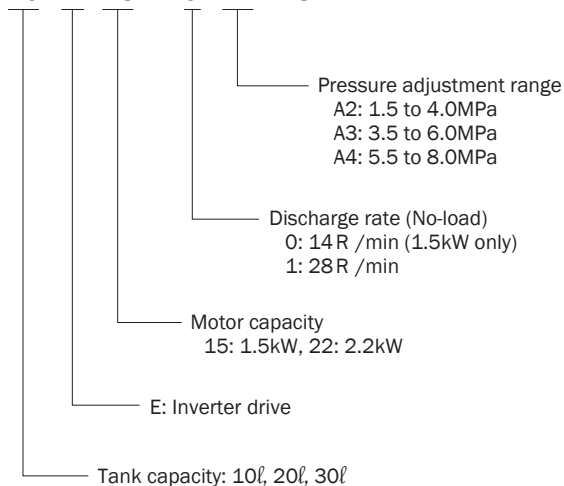 Pressure adjustment range
A2: 1.5 to 4.0MPa
A3: 3.5 to 6.0MPa
A4: 5.5 to 8.0MPa
Discharge rate (No-load)
0: 14R /min (1.5kW only)
1: 28R /min
Motor capacity
15: 1.5kW, 22: 2.2kW
E: Inverter drive
Tank capacity: 10ℓ, 20ℓ, 30ℓ